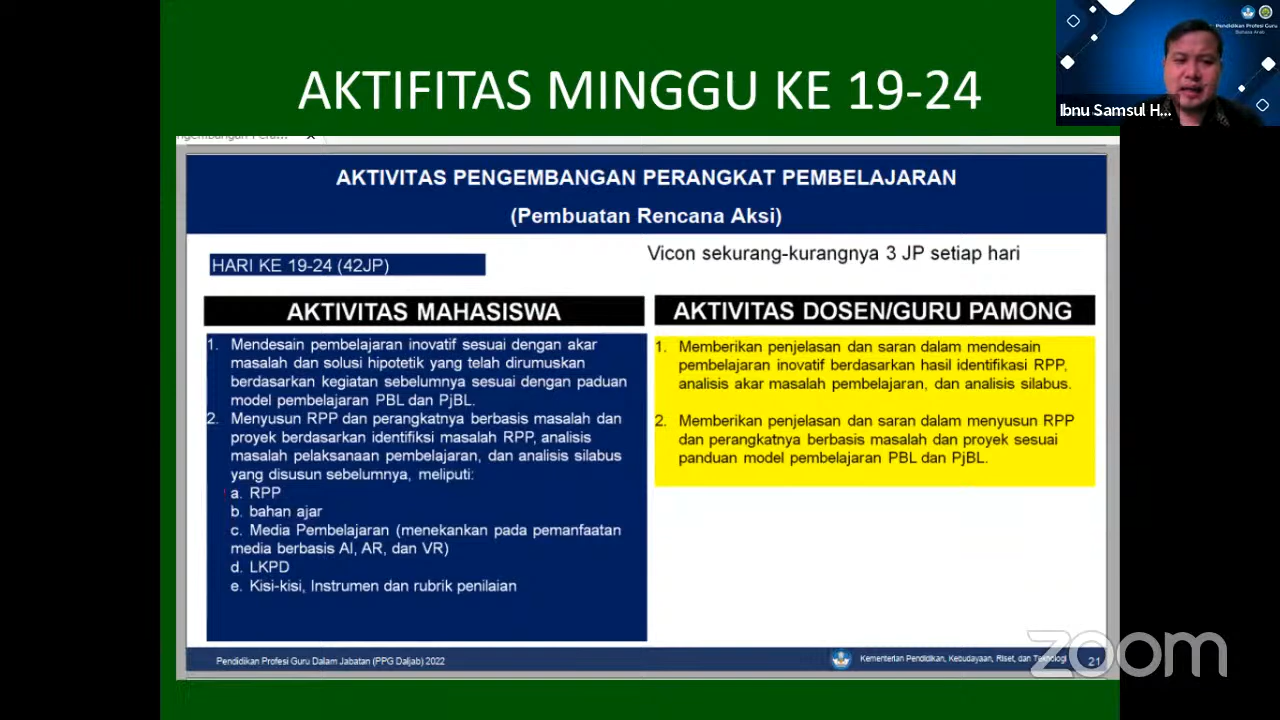 AKTIFITAS MINGGU KE 19-24
Pendidikan Profesi Guru
Bahasa Arab
Ibnu Samsul H...
AKTIVITAS PENGEMBANGAN PERANGKAT PEMBELAJARAN
(Pembuatan Rencana Aksi)
HARI KE 19-24 (42JP)
Vicon sekurang-kurangnya 3 JP setiap hari
AKTIVITAS MAHASISWA
1. Mendesain pembelajaran inovatif sesuai dengan akar
masalah dan solusi hipotetik yang telah dirumuskan
berdasarkan kegiatan sebelumnya sesuai dengan paduan
model pembelajaran PBL dan PjBL.
2. Menyusun RPP dan perangkatnya berbasis masalah dan
proyek berdasarkan identifiksi masalah RPP, analisis
masalah pelaksanaan pembelajaran, dan analisis silabus
yang disusun sebelumnya, meliputi:
a. RPP
b. bahan ajar
c. Media Pembelajaran (menekankan pada pemanfaatan
media berbasis AI, AR, dan VR)
d. LKPD
e. Kisi-kisi, Instrumen dan rubrik penilaian
AKTIVITAS DOSEN/GURU PAMONG
1. Memberikan penjelasan dan saran dalam mendesain
pembelajaran inovatif berdasarkan hasil identifikasi RPP,
analisis akar masalah pembelajaran, dan analisis silabus.
2. Memberikan penjelasan dan saran dalam menyusun RPP
dan perangkatnya berbasis masalah dan proyek sesuai
panduan model pembelajaran PBL dan PjBL.
Pendidikan Profesi Guru Dalam Jabatan (PPG Daljab) 2022
Kementerian Pendidikan, Kebudayaan, Riset, dan Teknologi
21
zoom